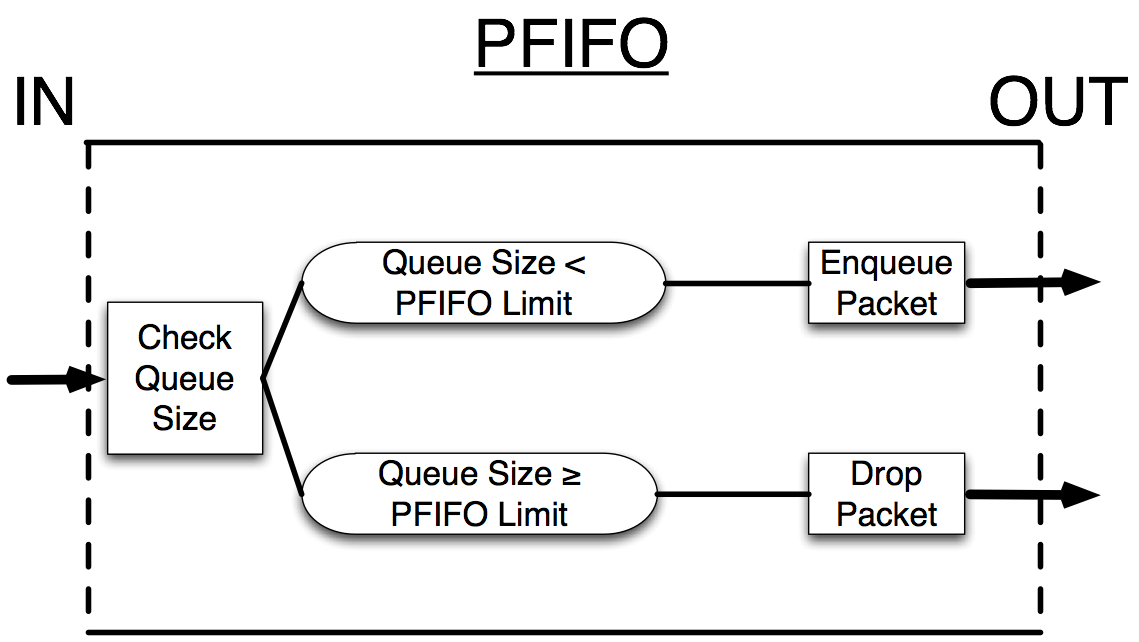 PFIFO
IN
OUT
Check
Queue
Size
Queue Size <
PFIFO Limit
Enqueue
Packet
Queue Size ≥
PFIFO Limit
Drop
Packet